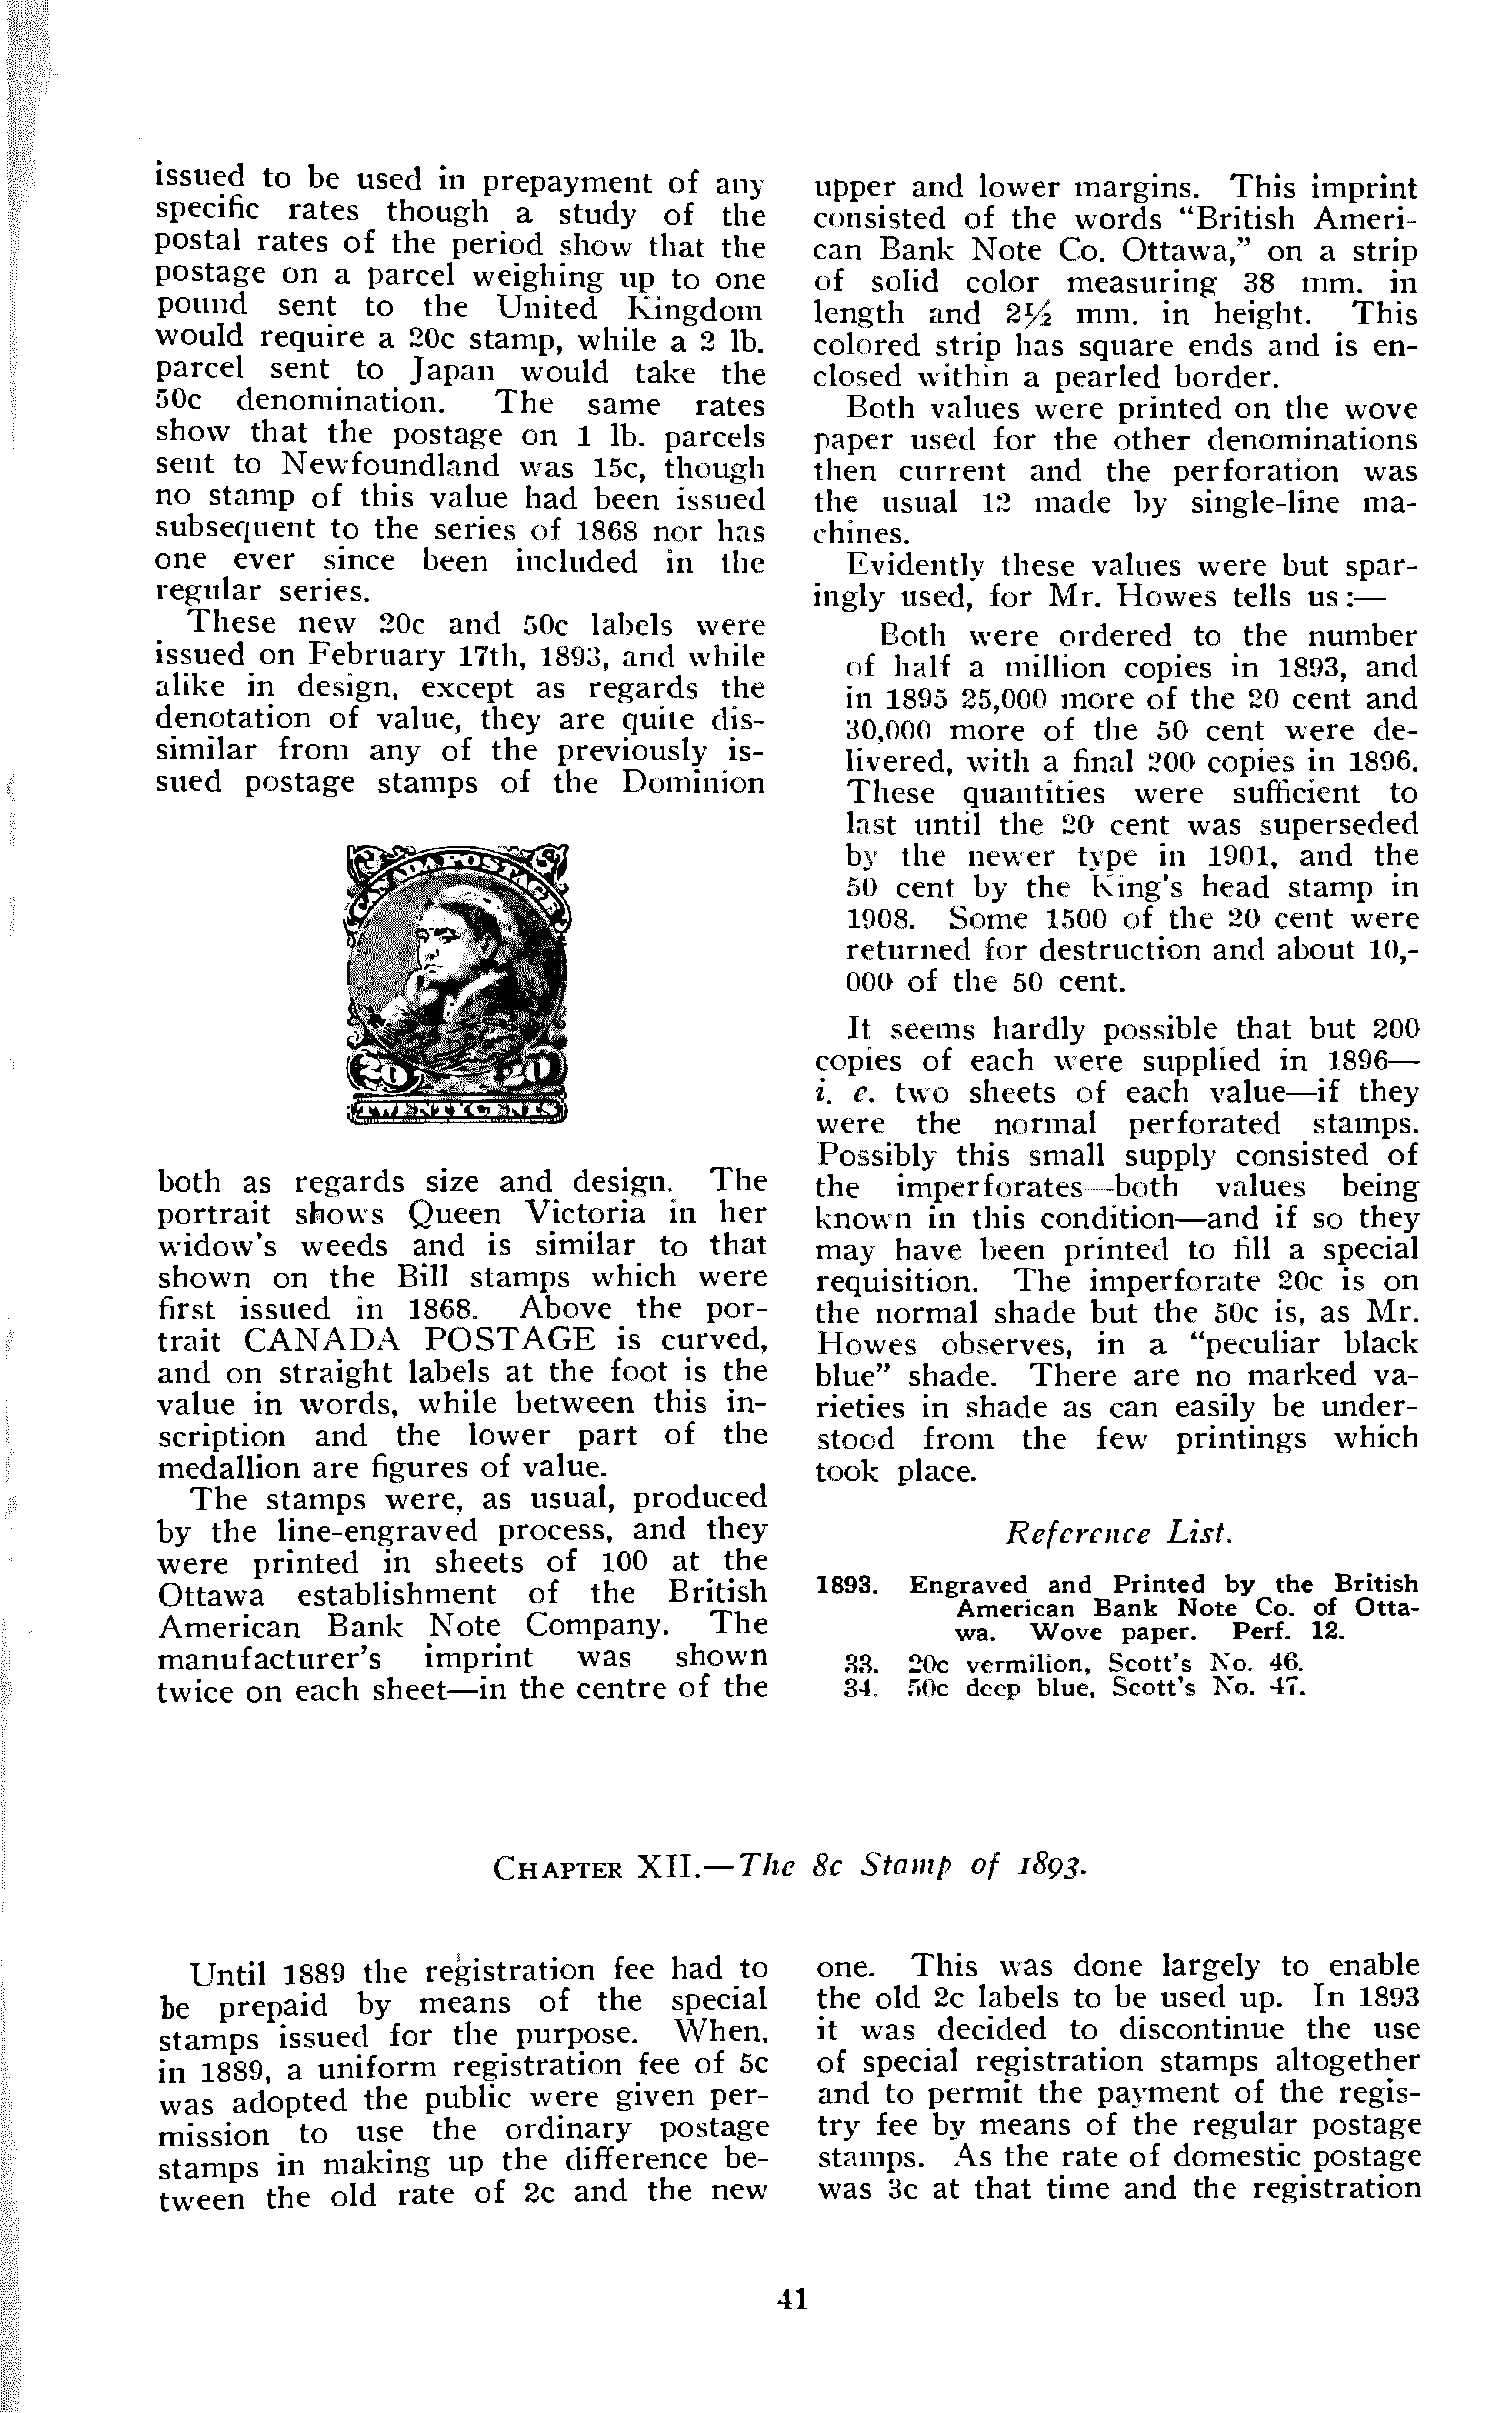 issued to be used in prepayment of any
specific rates though a study of the
postal rates of the period show that the
postage on a parcel weighing up to one
pound sent to the United Kingdom
would require a 20c stamp, while a 2 lb.
parcel sent to Japan would take the
50c denomination. The same rates
show that the postage on 1 lb. parcels
sent to Newfoundland was 15c, though
no stamp of this value had been issued
subsequent to the series of 1868 nor has
one ever since been included in the
regular series.
These new 20c and 50c labels were
issued on February 17th, 1893, and while
alike in design, except as regards the
denotation of value, they are quite dis-
similar from any of the previously is-
sued postage stamps of the Dominion
CANADA POSTAGE
20 20
both as regards size and design. The
portrait shows Queen Victoria in her
widow's weeds and is similar to that
shown on the Bill stamps which were
first issued in 1868. Above the por-
trait CANADA POSTAGE is curved,
and on straight labels at the foot is the
value in words, while between this in-
scription and the lower part of the
medallion are figures of value.
The stamps were, as usual, produced
by the line-engraved process, and they
were printed in sheets of 100 at the
Ottawa establishment of the British
American Bank Note Company. The
manufacturer's imprint was shown
twice on each sheet—in the centre of the
upper and lower margins. This imprint
consisted of the words "British Ameri-
can Bank Note Co. Ottawa," on a strip
of solid color measuring 38 mm. in
length and 2½ mm. in height. This
colored strip has square ends and is en-
closed within a pearled border.
Both values were printed on the wove
paper used for the other denominations
then current and the perforation was
the usual 12 made by single-line ma-
chines.
Evidently these values were but spar-
ingly used, for Mr. Howes tells us:—
Both were ordered to the number
of half a million copies in 1893, and
in 1895 25,000 more of the 20 cent and
30,000 more of the 50 cent were de-
livered, with a final 200 copies in 1896.
These quantities were sufficient to
last until the 20 cent was superseded
by the newer type in 1901, and the
50 cent by the King's head stamp in
1908. Some 1500 of the 20 cent were
returned for destruction and about 10,-
000 of the 50 cent.
It seems hardly possible that but 200
copies of each were supplied in 1896—
i. e. two sheets of each value—if they
were the normal perforated stamps.
Possibly this small supply consisted of
the imperforates—both values being
known in this condition—and if so they
may have been printed to fill a special
requisition. The imperforate 20c is on
the normal shade but the 50c is, as Mr.
Howes observes, in a "peculiar black
blue" shade. There are no marked va-
rieties in shade as can easily be under-
stood from the few printings which
took place.
Reference List.
1893. Engraved and Printed by the British
American Bank Note Co. of Otta-
wa. Wove paper. Perf. 12.
33. 20c vermilion, Scott's No. 46.
34. 50c deep blue, Scott's No. 47.
CHAPTER XII.—The 8c Stamp of 1893.
Until 1889 the registration fee had to
be prepaid by means of the special
stamps issued for the purpose. When,
in 1889, a uniform registration fee of 5c
was adopted the public were given per-
mission to use the ordinary postage
stamps in making up the difference be-
tween the old rate of 2c and the new
one. This was done largely to enable
the old 2c labels to be used up. In 1893
it was decided to discontinue the use
of special registration stamps altogether
and to permit the payment of the regis-
try fee by means of the regular postage
stamps. As the rate of domestic postage
was 3c at that time and the registration
41